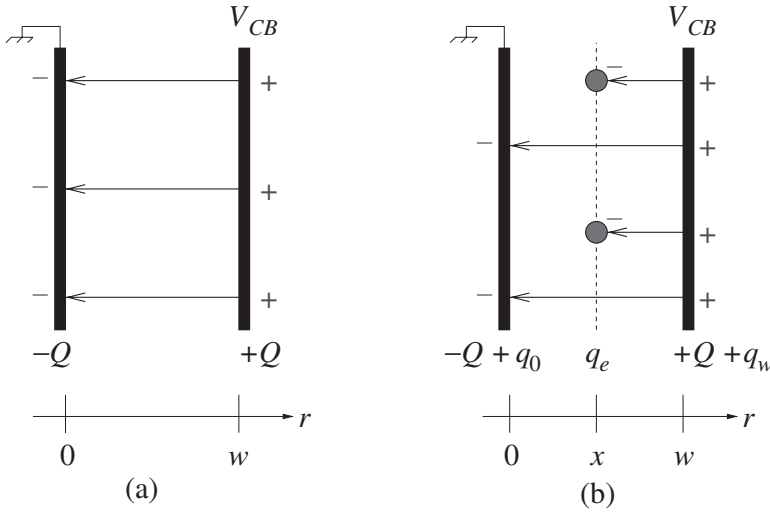 V_CB
− +
− +
− +
−Q +Q
0 w r
(a)
V_CB
− +
− +
− +
− +
−Q + q_0 q_e +Q + q_w
0 x w r
(b)